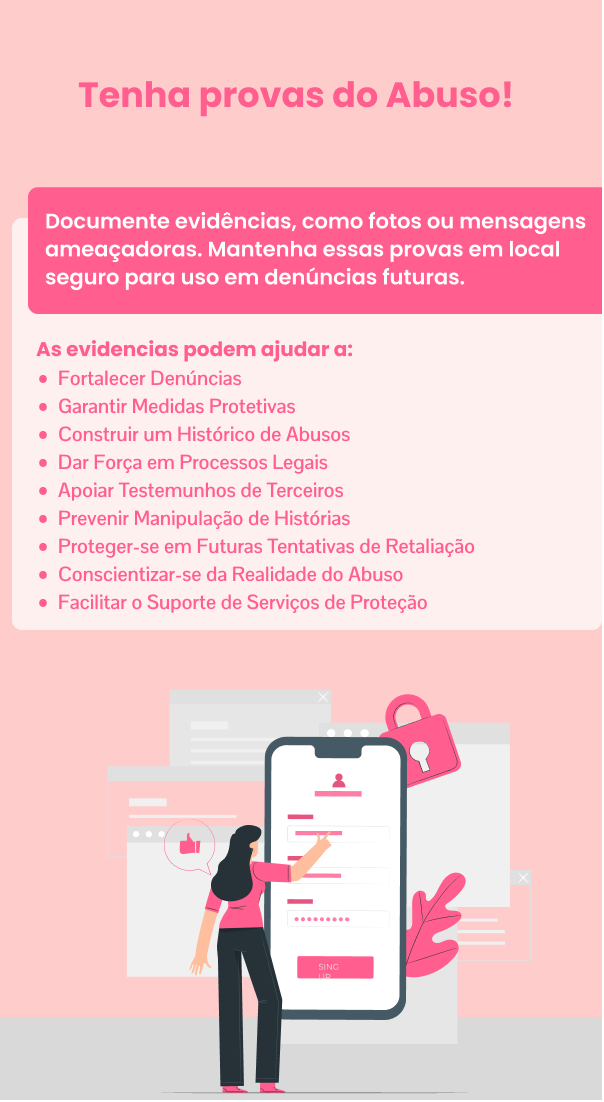 Tenha provas do Abuso!
Documente evidências, como fotos ou mensagens
ameaçadoras. Mantenha essas provas em local
seguro para uso em denúncias futuras.
As evidencias podem ajudar a:
• Fortalecer Denúncias
• Garantir Medidas Protetivas
• Construir um Histórico de Abusos
• Dar Força em Processos Legais
• Apoiar Testemunhos de Terceiros
• Prevenir Manipulação de Histórias
• Proteger-se em Futuras Tentativas de Retaliação
• Conscientizar-se da Realidade do Abuso
• Facilitar o Suporte de Serviços de Proteção
SING
UP